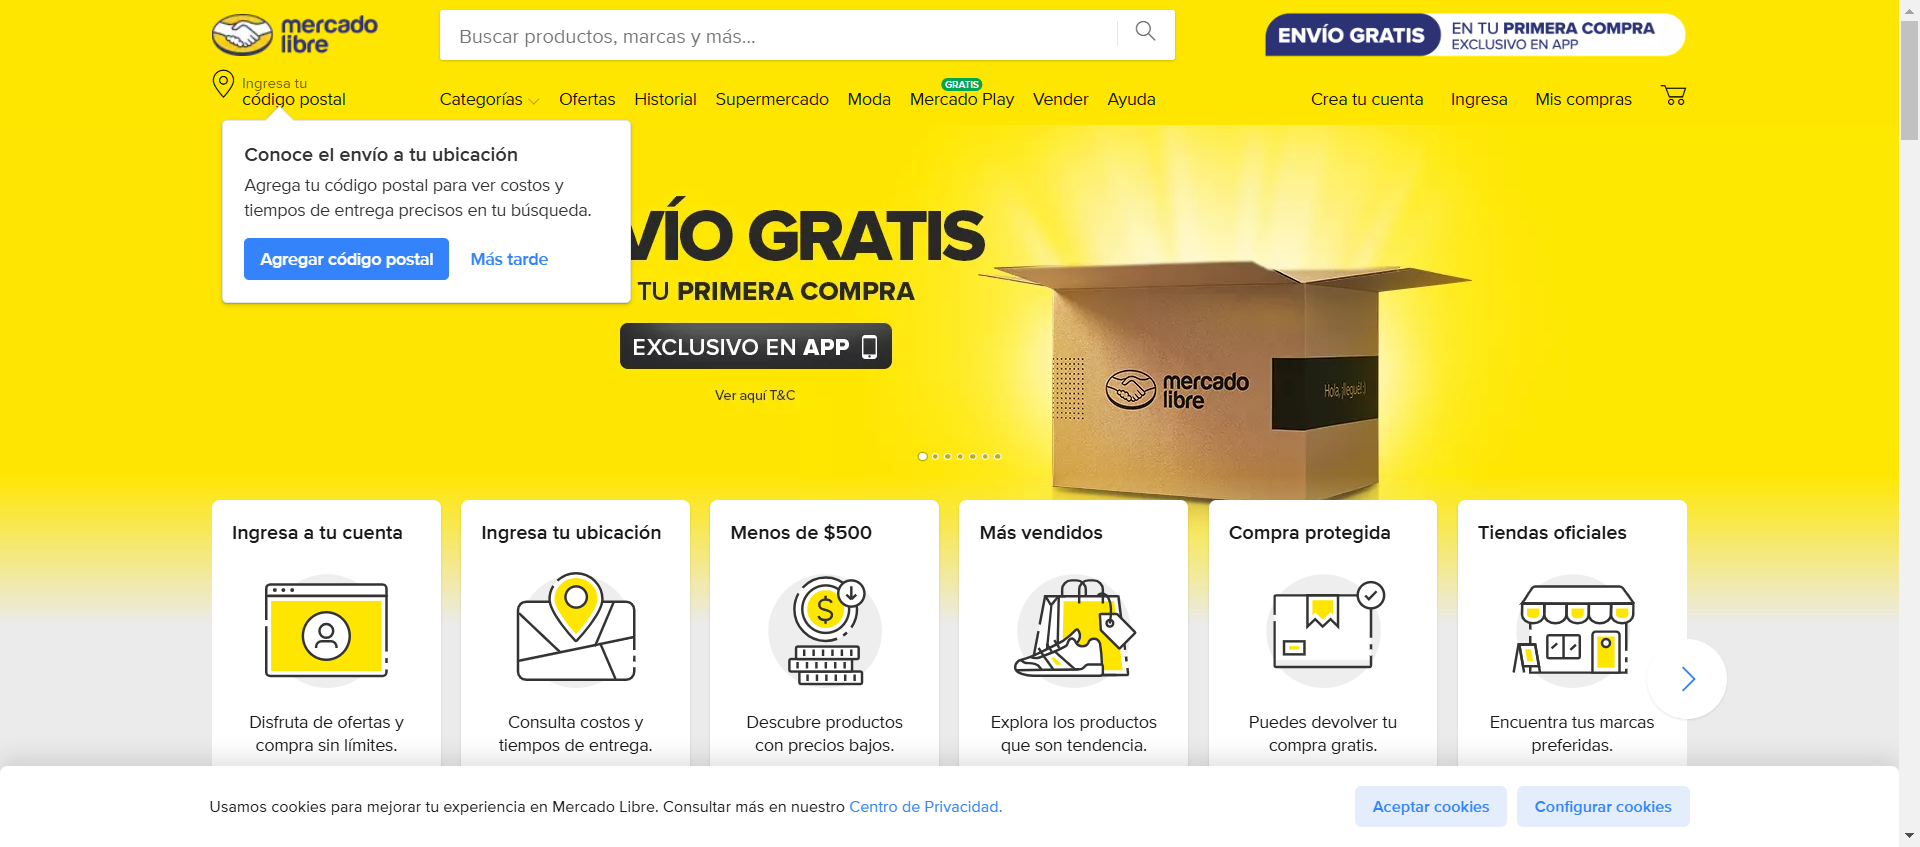 mercado
libre
Buscar productos, marcas y más...
ENVÍO GRATIS
EN TU PRIMERA COMPRA
EXCLUSIVO EN APP
Ingresa tu
código postal
Categorías
Ofertas
Historial
Supermercado
Moda
GRATIS
Mercado Play
Vender
Ayuda
Crea tu cuenta
Ingresa
Mis compras
Conoce el envío a tu ubicación
Agrega tu código postal para ver costos y
tiempos de entrega precisos en tu búsqueda.
Agregar código postal
Más tarde
VÍO GRATIS
TU PRIMERA COMPRA
EXCLUSIVO EN APP
Ver aquí T&C
mercado
libre
Hola, ¡llegué! :)
Ingresa a tu cuenta
Disfruta de ofertas y
compra sin límites.
Ingresa tu ubicación
Consulta costos y
tiempos de entrega.
Menos de $500
Descubre productos
con precios bajos.
Más vendidos
Explora los productos
que son tendencia.
Compra protegida
Puedes devolver tu
compra gratis.
Tiendas oficiales
Encuentra tus marcas
preferidas.
Usamos cookies para mejorar tu experiencia en Mercado Libre. Consultar más en nuestro Centro de Privacidad.
Aceptar cookies
Configurar cookies